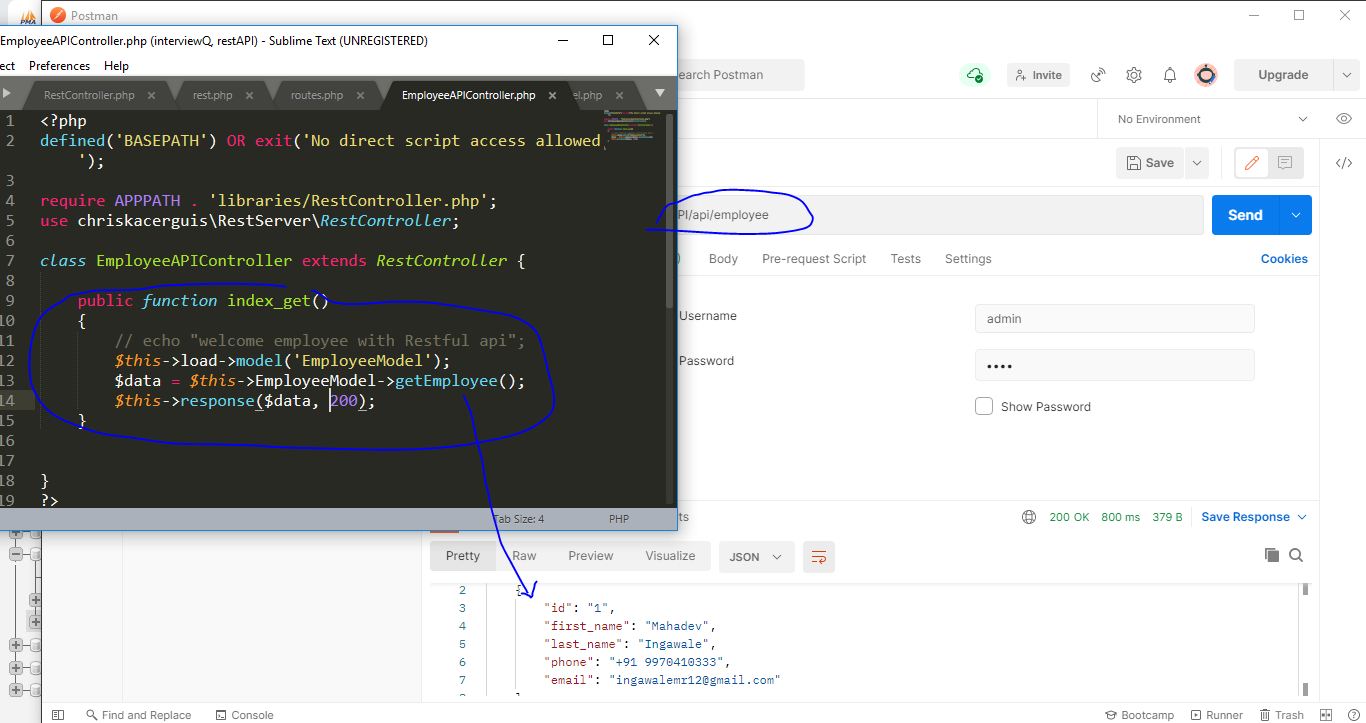 PMA
Postman
EmployeeAPIController.php (interviewQ, restAPI) - Sublime Text (UNREGISTERED)
ect Preferences Help
earch Postman
Invite
Upgrade
RestController.php × rest.php × routes.php × EmployeeAPIController.php × el.php ×
No Environment
1 <?php
2 defined('BASEPATH') OR exit('No direct script access allowed
');
Save
</>
3
4 require APPPATH . 'libraries/RestController.php';
5 use chriskacerguis\RestServer\RestController;
PI/api/employee
Send
6
7 class EmployeeAPIController extends RestController {
Body Pre-request Script Tests Settings Cookies
8
9 public function index_get()
10 {
11 // echo "welcome employee with Restful api";
12 $this->load->model('EmployeeModel');
13 $data = $this->EmployeeModel->getEmployee();
14 $this->response($data, 200);
15 }
16
17
18 }
19 ?>
Username
admin
Password
••••
Show Password
Tab Size: 4 PHP
ts
200 OK 800 ms 379 B Save Response
Pretty Raw Preview Visualize JSON
2 {
3 "id": "1",
4 "first_name": "Mahadev",
5 "last_name": "Ingawale",
6 "phone": "+91 9970410333",
7 "email": "ingawalemr12@gmail.com"
Find and Replace Console
Bootcamp Runner Trash